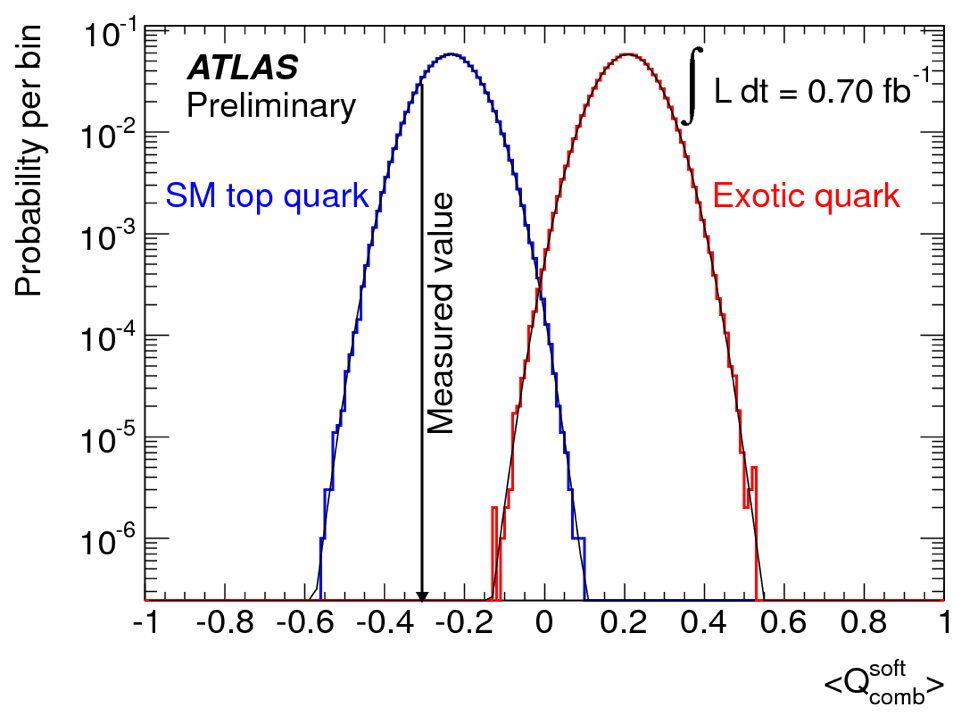 ATLAS
Preliminary
∫ L dt = 0.70 fb⁻¹
SM top quark
Exotic quark
Measured value
Probability per bin
10⁻¹
10⁻²
10⁻³
10⁻⁴
10⁻⁵
10⁻⁶
-1 -0.8 -0.6 -0.4 -0.2 0 0.2 0.4 0.6 0.8 1
<Q_comb^soft>